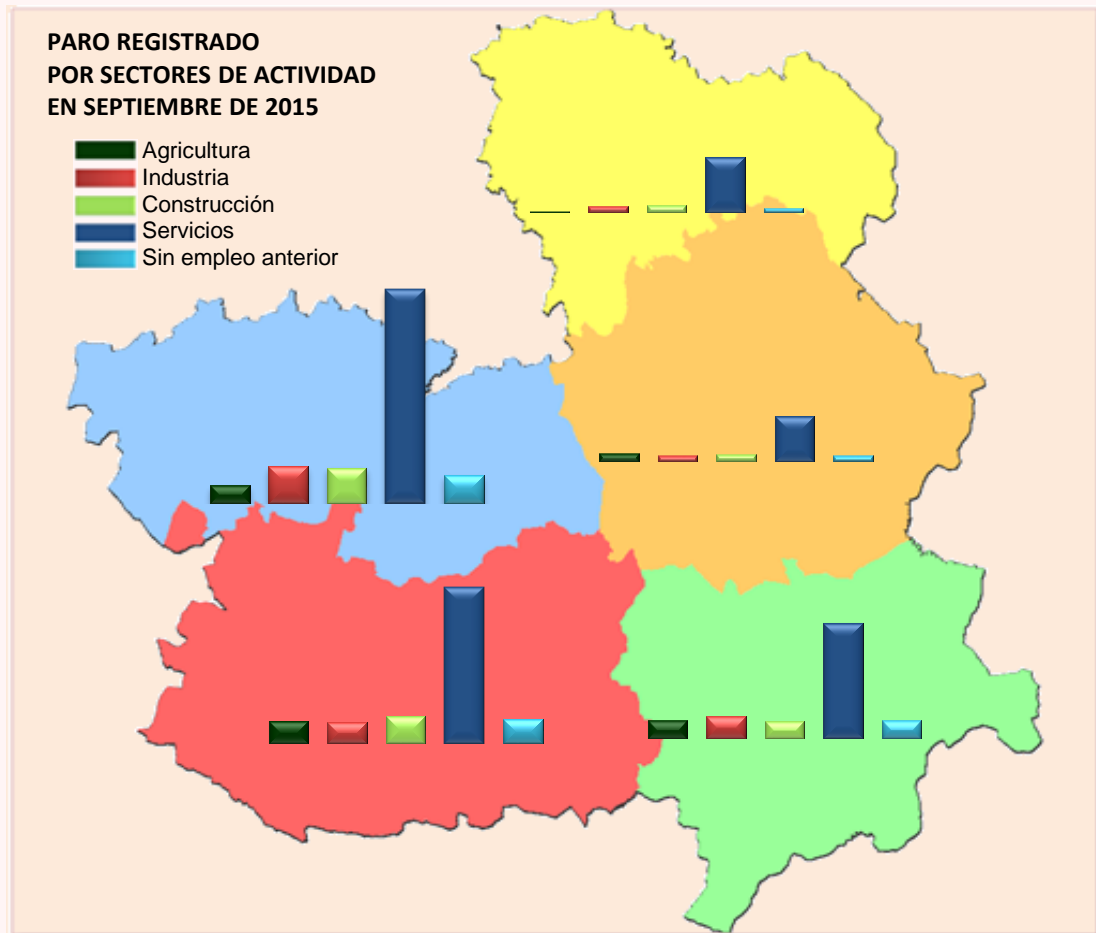 PARO REGISTRADO
POR SECTORES DE ACTIVIDAD
EN SEPTIEMBRE DE 2015
Agricultura
Industria
Construcción
Servicios
Sin empleo anterior